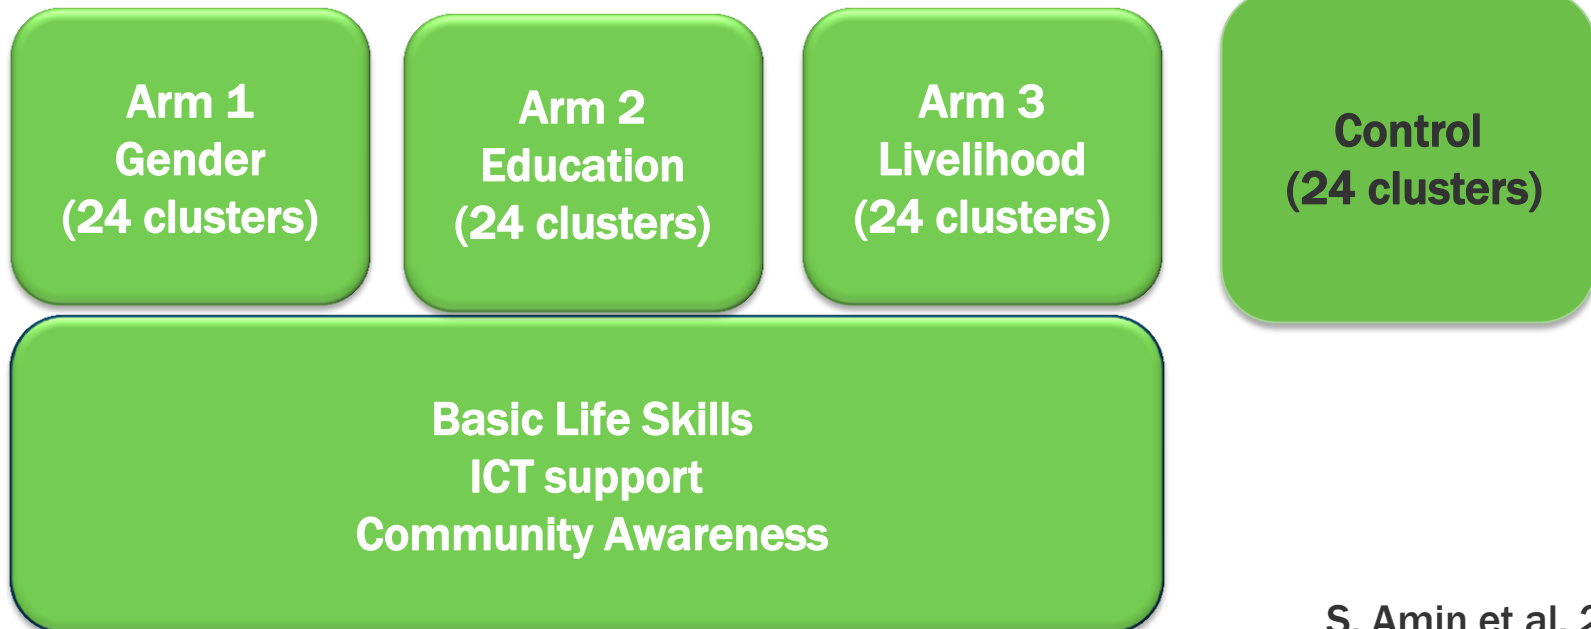 Arm 1
Gender
(24 clusters)
Arm 2
Education
(24 clusters)
Arm 3
Livelihood
(24 clusters)
Control
(24 clusters)
Basic Life Skills
ICT support
Community Awareness
S. Amin et al.